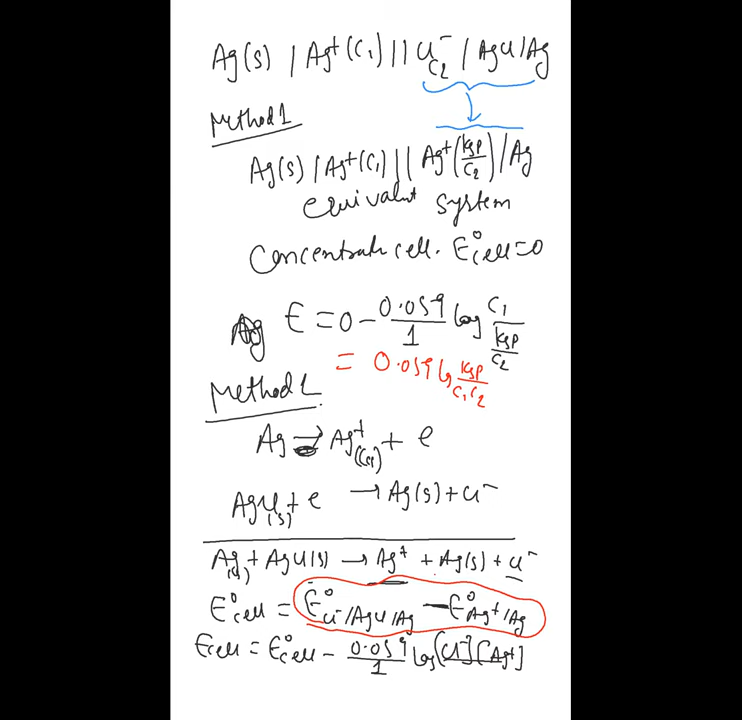 Ag(s) | Ag⁺(C₁) || Cl⁻ C₂ | AgCl | Ag
Method 1
Ag(s) | Ag⁺(C₁) || Ag⁺(Ksp/C₂) | Ag
equivalent system
Concentrate cell. E°cell = 0
Ag E = 0 - 0.059/1 log C₁/(Ksp/C₂)
= 0.059 log Ksp/C₁C₂
Method 2
Ag ⇌ Ag⁺(C₁) + e
AgCl(s) + e → Ag(s) + Cl⁻
Ag(s) + AgCl(s) → Ag⁺ + Ag(s) + Cl⁻
E°cell = E°Cl⁻/AgCl/Ag - E°Ag⁺/Ag
Ecell = E°cell - 0.059/1 log [Cl⁻][Ag⁺]